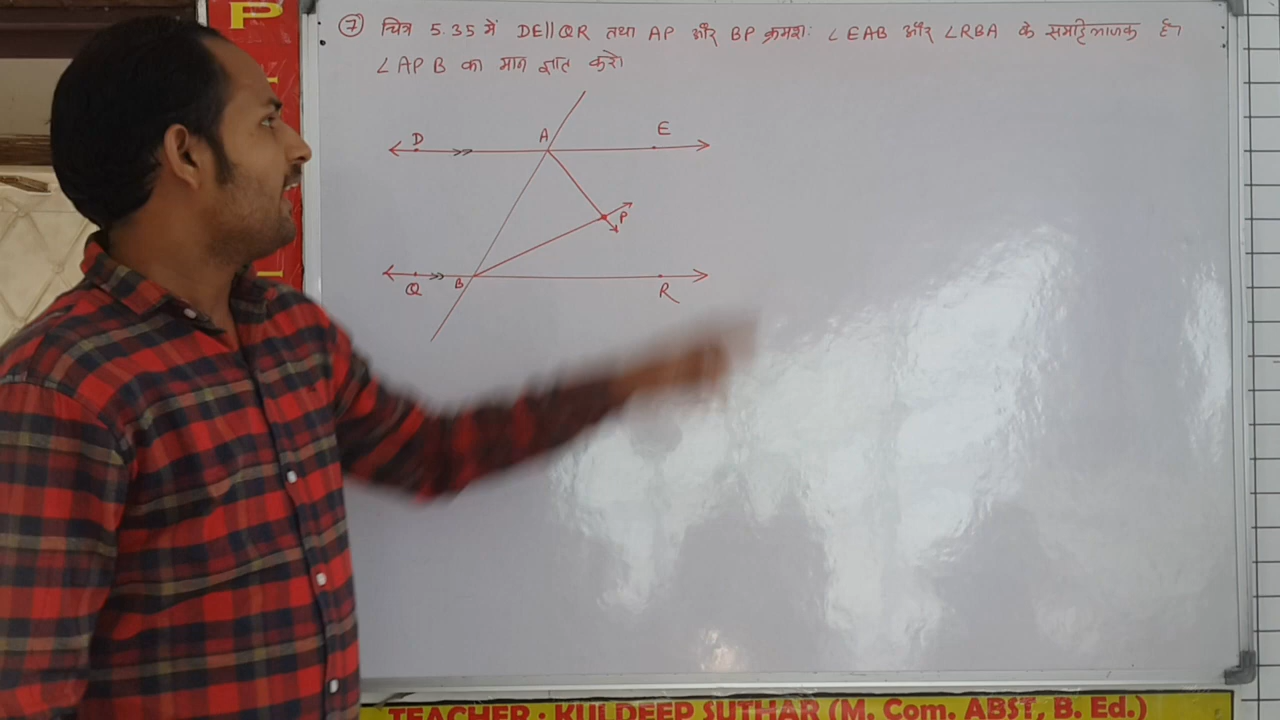 P
⑦ चित्र 5.35 में DE||QR तथा AP और BP क्रमशः ∠EAB और ∠RBA के समद्विभाजक है।
∠APB का मान ज्ञात करो
D A E
P
Q B R
TEACHER : KULDEEP SUTHAR (M. Com. ABST, B. Ed.)